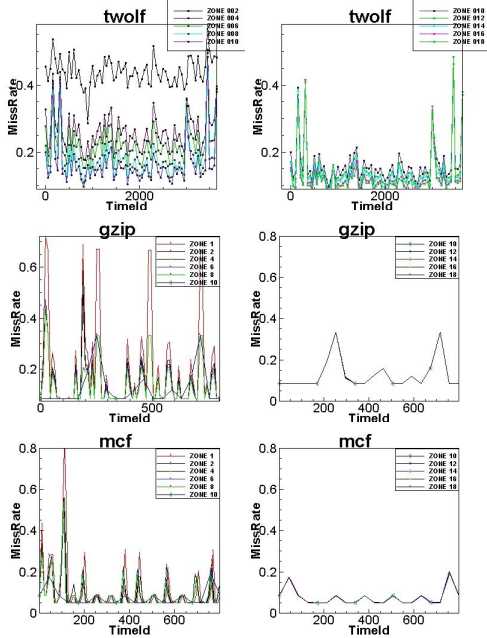 twolf
ZONE 002
ZONE 004
ZONE 006
ZONE 008
ZONE 010
MissRate
0.4
0.2
0
2000
TimeId
twolf
ZONE 010
ZONE 012
ZONE 014
ZONE 016
ZONE 018
MissRate
0.4
0.2
0
2000
TimeId
gzip
ZONE 1
ZONE 2
ZONE 4
ZONE 6
ZONE 8
ZONE 10
MissRate
0.6
0.4
0.2
0
500
TimeId
gzip
ZONE 10
ZONE 12
ZONE 14
ZONE 16
ZONE 18
MissRate
0.8
0.6
0.4
0.2
0
200
400
600
TimeId
mcf
ZONE 1
ZONE 2
ZONE 4
ZONE 6
ZONE 8
ZONE 10
MissRate
0.8
0.6
0.4
0.2
0
200
400
600
TimeId
mcf
ZONE 10
ZONE 12
ZONE 14
ZONE 16
ZONE 18
MissRate
0.8
0.6
0.4
0.2
0
200
400
600
TimeId